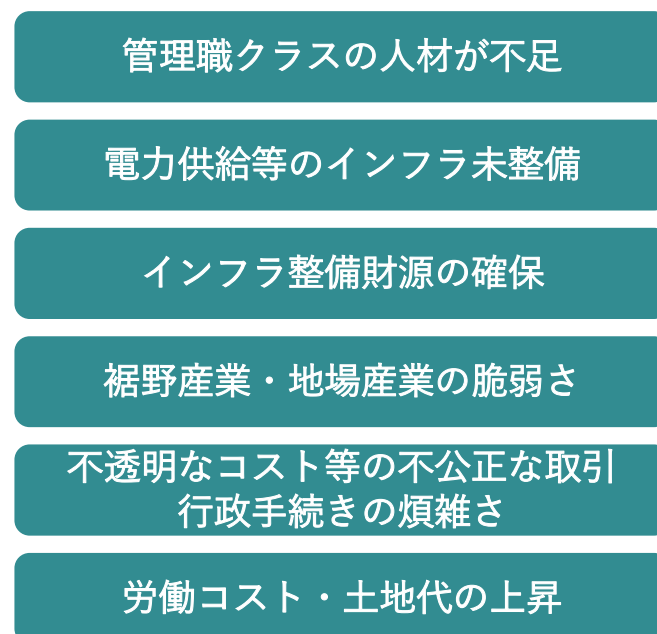 管理職クラスの人材が不足
電力供給等のインフラ未整備
インフラ整備財源の確保
裾野産業・地場産業の脆弱さ
不透明なコスト等の不公正な取引
行政手続きの煩雑さ
労働コスト・土地代の上昇